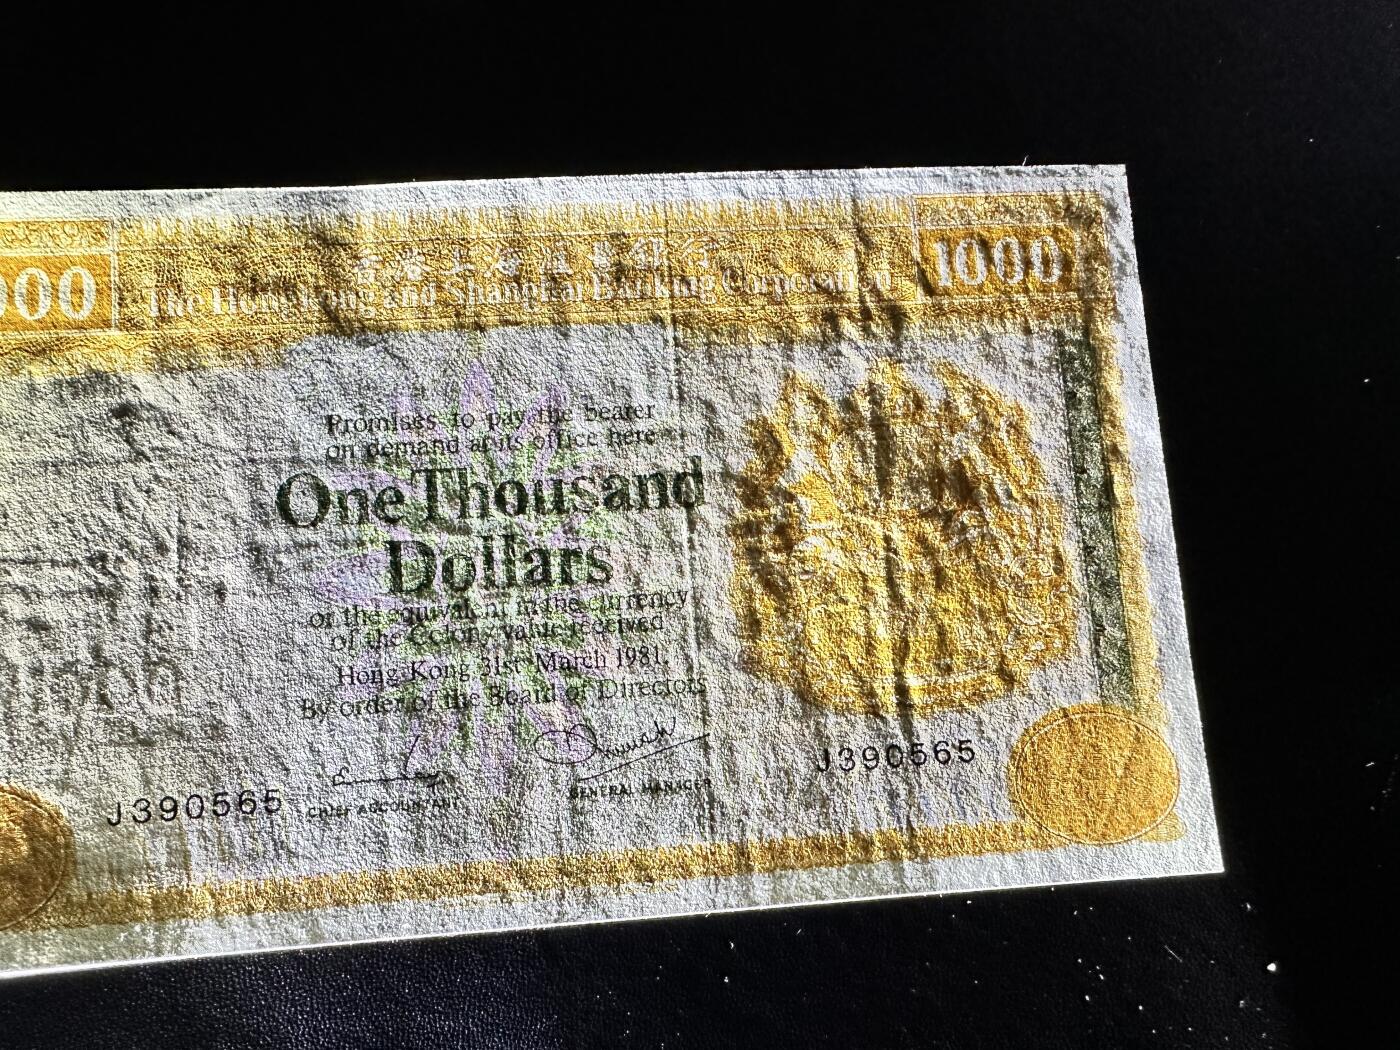 香港上海匯豐銀行
000
The Hongkong and Shanghai Banking Corporation
1000
Promises to pay the bearer
on demand at its office here
One Thousand
Dollars
or the equivalent in the currency
of the Colony value received
Hong Kong 31st March 1981.
By order of the Board of Directors
CHIEF ACCOUNTANT
GENERAL MANAGER
J390565
J390565